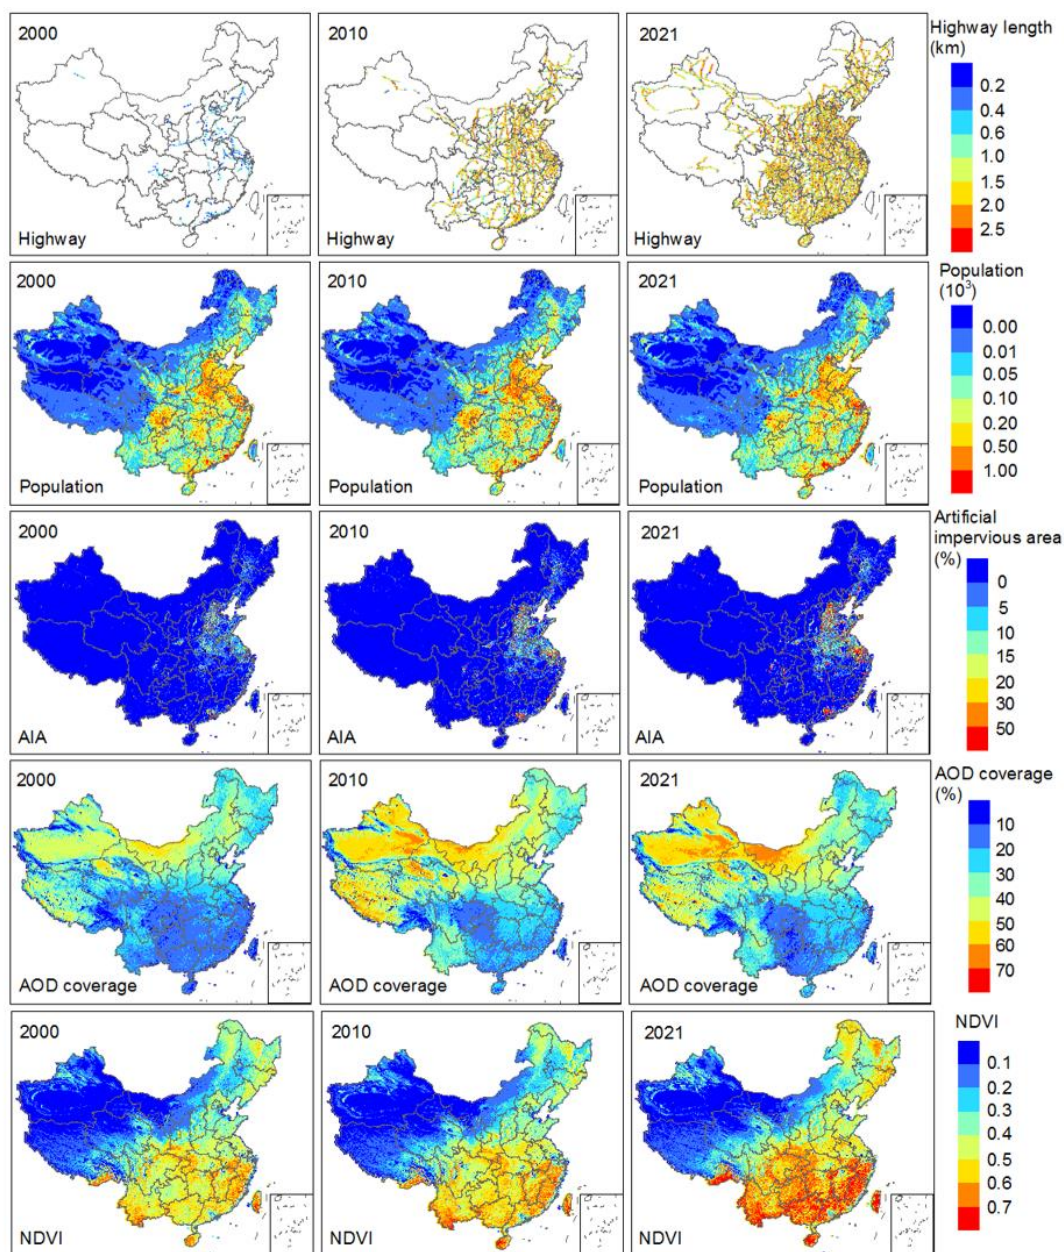 2000
2010
2021
Highway length
(km)
0.2
0.4
0.6
1.0
1.5
2.0
2.5
Highway
Highway
Highway
2000
2010
2021
Population
(10³)
0.00
0.01
0.05
0.10
0.20
0.50
1.00
Population
Population
Population
2000
2010
2021
Artificial
impervious area
(%)
0
5
10
15
20
30
50
AIA
AIA
AIA
2000
2010
2021
AOD coverage
(%)
10
20
30
40
50
60
70
AOD coverage
AOD coverage
AOD coverage
2000
2010
2021
NDVI
0.1
0.2
0.3
0.4
0.5
0.6
0.7
NDVI
NDVI
NDVI